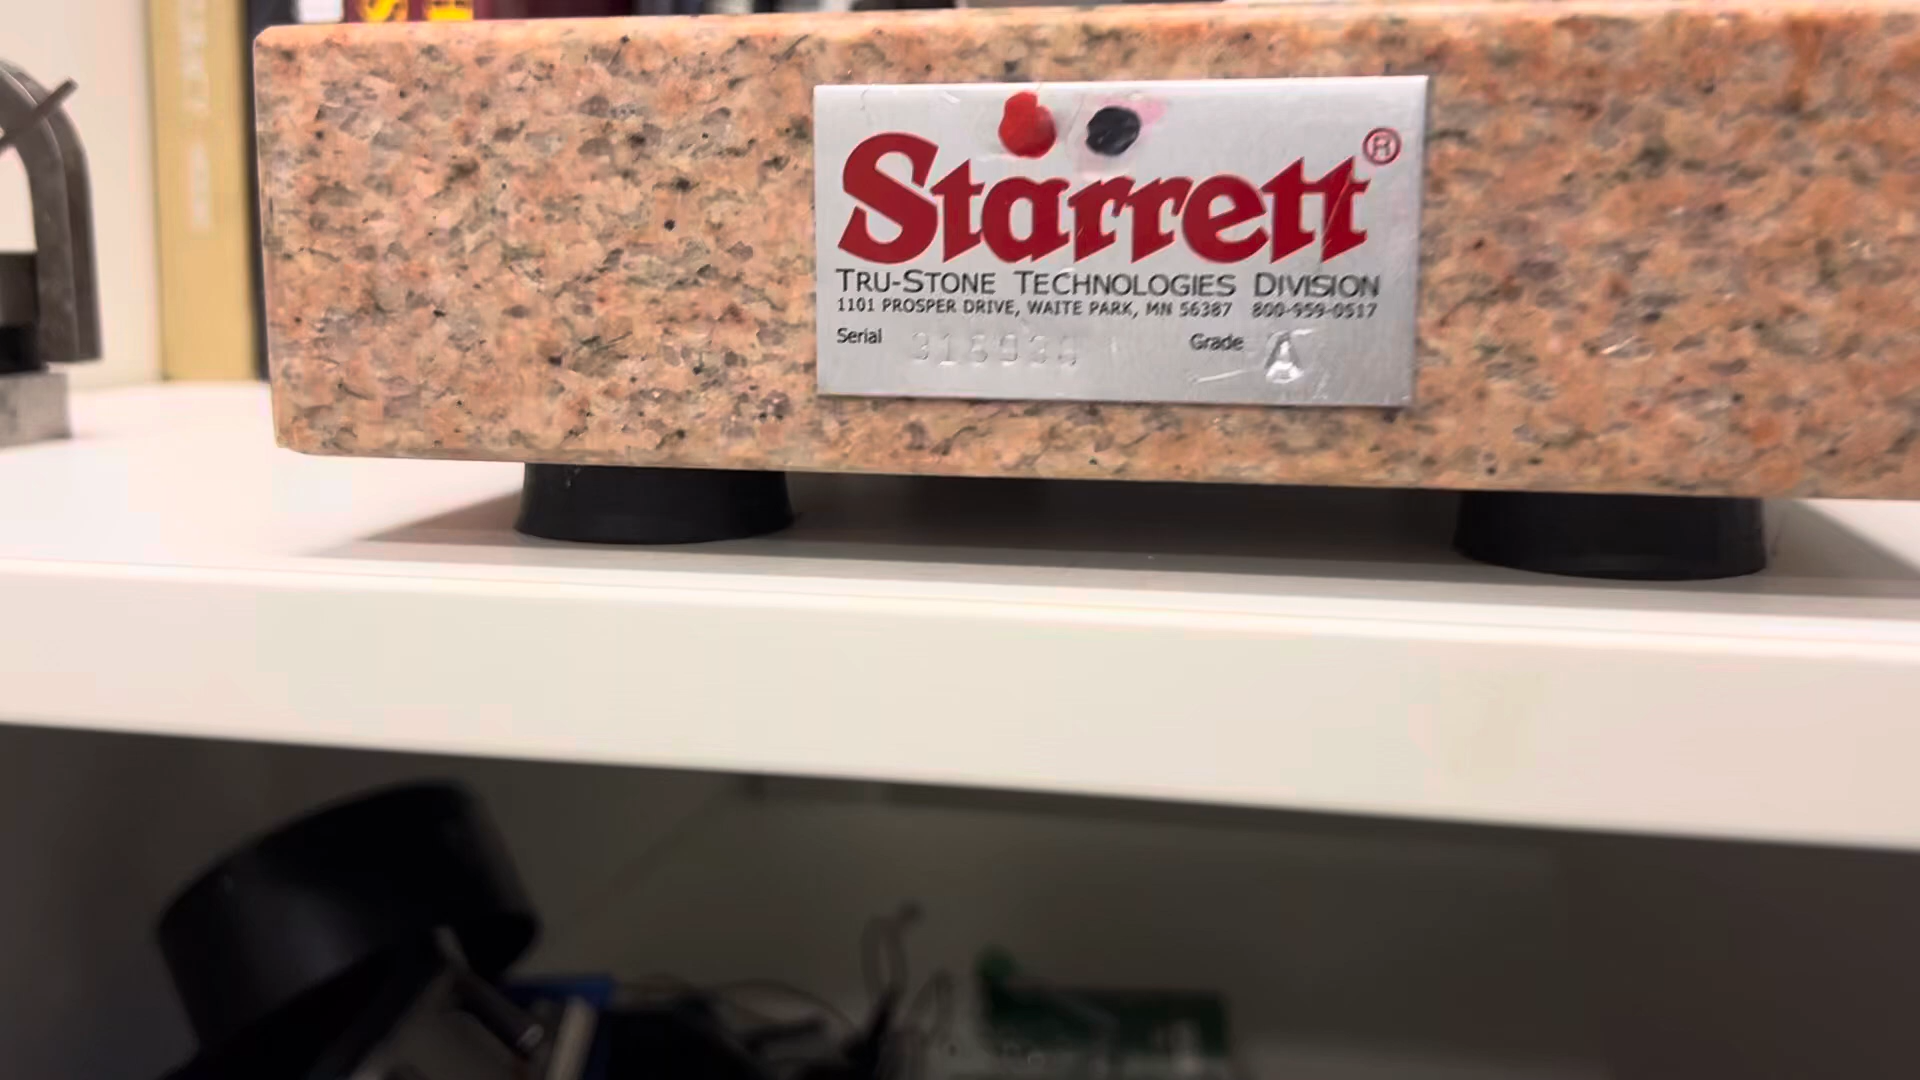 Starrett®
TRU-STONE TECHNOLOGIES DIVISION
1101 PROSPER DRIVE, WAITE PARK, MN 56387 800-959-0517
Serial Grade A